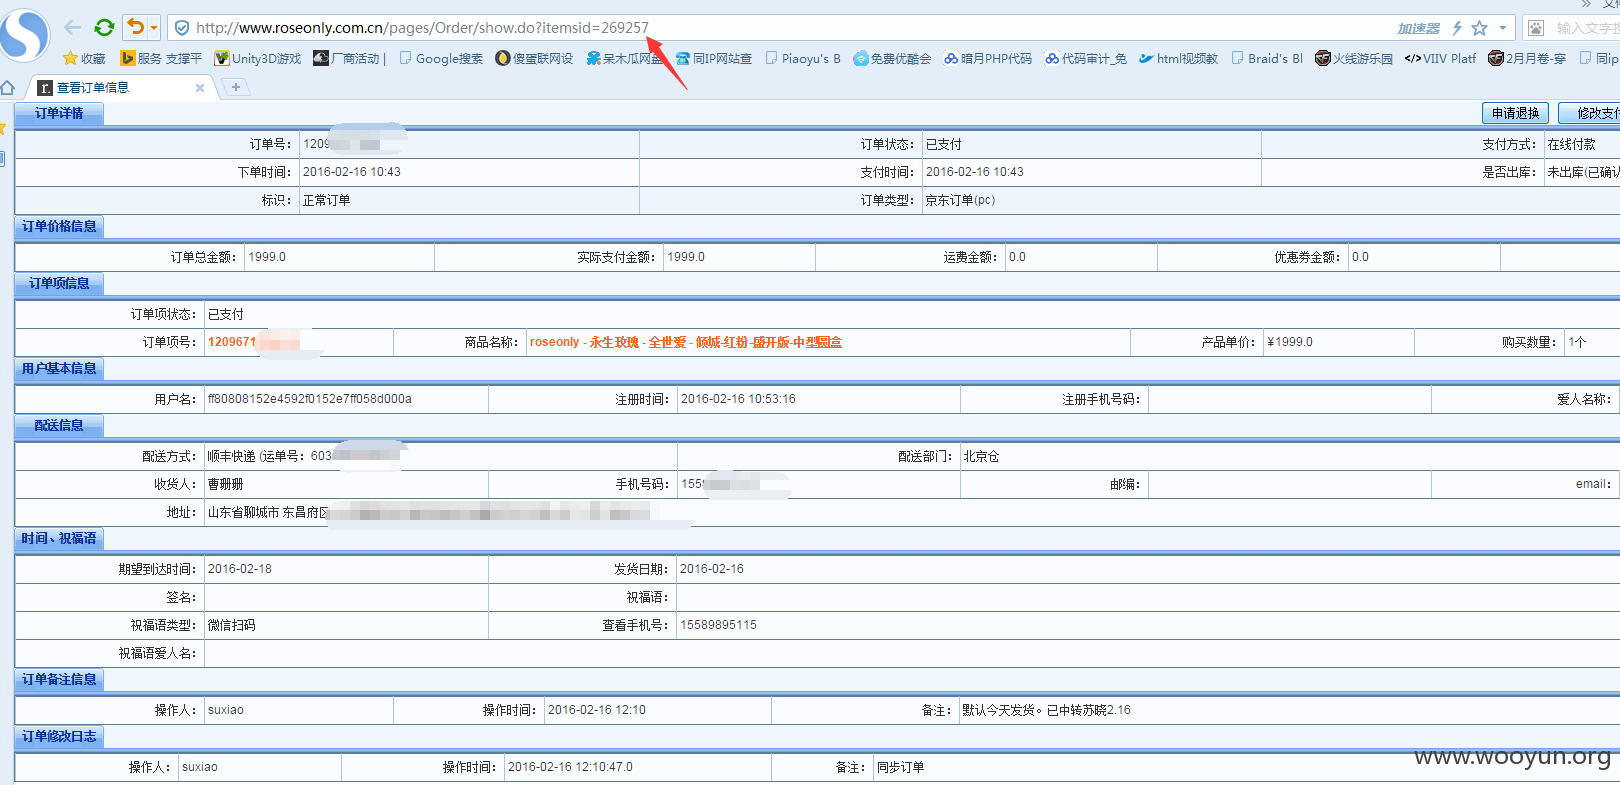 » 文件
http://www.roseonly.com.cn/pages/Order/show.do?itemsid=269257 加速器 输入文字搜
收藏 服务 支撑平 Unity3D游戏 厂商活动 | Google搜索 傻蛋联网设 呆木瓜网盘 同IP网站查 Piaoyu's B 免费优酷会 暗月PHP代码 代码审计_免 html视频教 Braid's Bl 火线游乐园 </>VIIV Platf 2月月卷-穿 同ip
r. 查看订单信息 × +
订单详情 申请退换 修改支付
订单号: 1209 订单状态: 已支付 支付方式: 在线付款
下单时间: 2016-02-16 10:43 支付时间: 2016-02-16 10:43 是否出库: 未出库(已确认
标识: 正常订单 订单类型: 京东订单(pc)
订单价格信息
订单总金额: 1999.0 实际支付金额: 1999.0 运费金额: 0.0 优惠券金额: 0.0
订单项信息
订单项状态: 已支付
订单项号: 1209671 商品名称: roseonly - 永生玫瑰 - 全世爱 - 倾城-红粉-盛开版-中型圆盒 产品单价: ¥1999.0 购买数量: 1个
用户基本信息
用户名: ff80808152e4592f0152e7ff058d000a 注册时间: 2016-02-16 10:53:16 注册手机号码: 爱人名称:
配送信息
配送方式: 顺丰快递 (运单号: 603 配送部门: 北京仓
收货人: 曹珊珊 手机号码: 155 邮编: email:
地址: 山东省聊城市 东昌府区
时间、祝福语
期望到达时间: 2016-02-18 发货日期: 2016-02-16
签名: 祝福语:
祝福语类型: 微信扫码 查看手机号: 15589895115
祝福语爱人名:
订单备注信息
操作人: suxiao 操作时间: 2016-02-16 12:10 备注: 默认今天发货。已中转苏晓2.16
订单修改日志
操作人: suxiao 操作时间: 2016-02-16 12:10:47.0 备注: 同步订单
www.wooyun.org